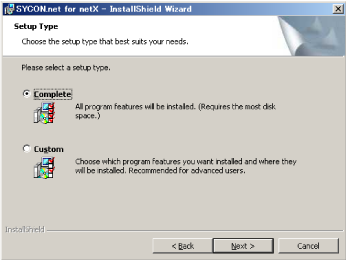 SYCON.net for netX - InstallShield Wizard
Setup Type
Choose the setup type that best suits your needs.
Please select a setup type.
Complete
All program features will be installed. (Requires the most disk
space.)
Custom
Choose which program features you want installed and where they
will be installed. Recommended for advanced users.
InstallShield
< Back
Next >
Cancel